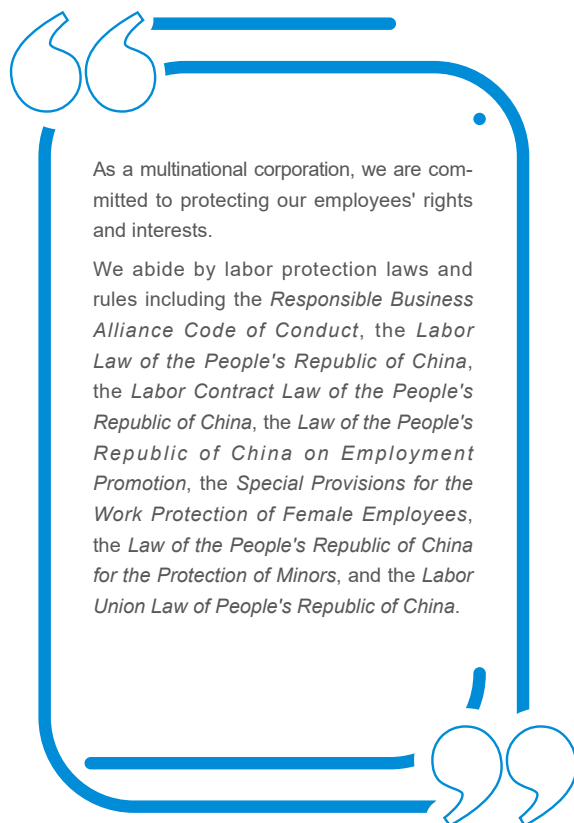 As a multinational corporation, we are com-
mitted to protecting our employees' rights
and interests.
We abide by labor protection laws and
rules including the Responsible Business
Alliance Code of Conduct, the Labor
Law of the People's Republic of China,
the Labor Contract Law of the People's
Republic of China, the Law of the People's
Republic of China on Employment
Promotion, the Special Provisions for the
Work Protection of Female Employees,
the Law of the People's Republic of China
for the Protection of Minors, and the Labor
Union Law of People's Republic of China.